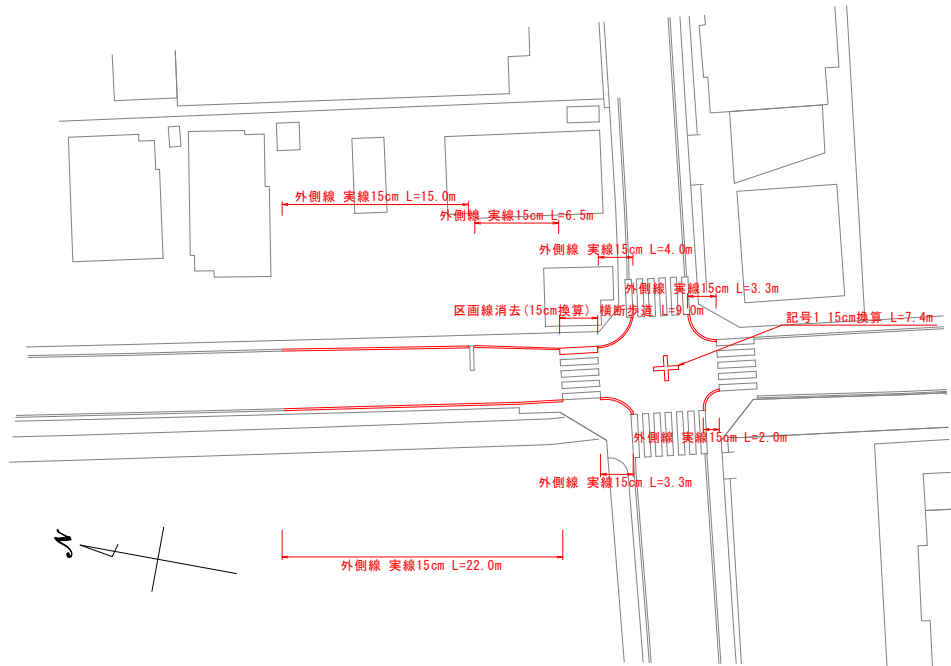 外側線 実線15cm L=15.0m
外側線 実線15cm L=6.5m
外側線 実線15cm L=4.0m
外側線 実線15cm L=3.3m
区画線消去(15cm換算) 横断歩道 L=9.0m
記号1 15cm換算 L=7.4m
外側線 実線15cm L=2.0m
外側線 実線15cm L=3.3m
N
外側線 実線15cm L=22.0m